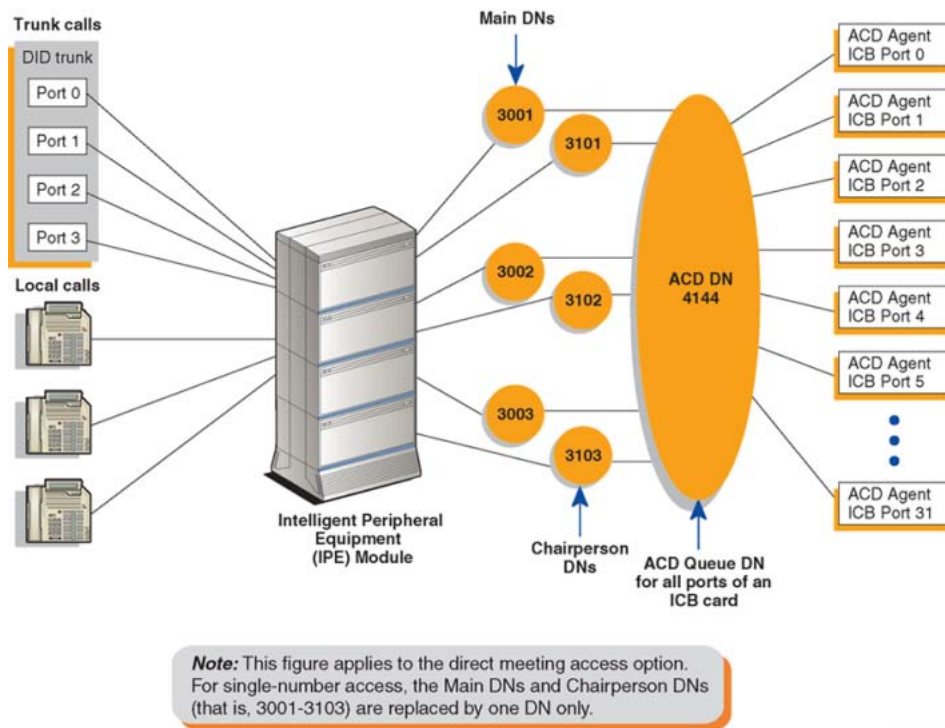 Trunk calls
DID trunk
Port 0
Port 1
Port 2
Port 3
Local calls
Intelligent Peripheral
Equipment
(IPE) Module
Main DNs
3001
3101
3002
3102
3003
3103
Chairperson
DNs
ACD DN
4144
ACD Queue DN
for all ports of an
ICB card
ACD Agent
ICB Port 0
ACD Agent
ICB Port 1
ACD Agent
ICB Port 2
ACD Agent
ICB Port 3
ACD Agent
ICB Port 4
ACD Agent
ICB Port 5
ACD Agent
ICB Port 31
Note: This figure applies to the direct meeting access option.
For single-number access, the Main DNs and Chairperson DNs
(that is, 3001-3103) are replaced by one DN only.